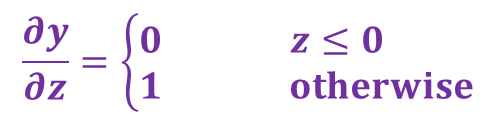 ∂y/∂z = { 0 z ≤ 0
1 otherwise